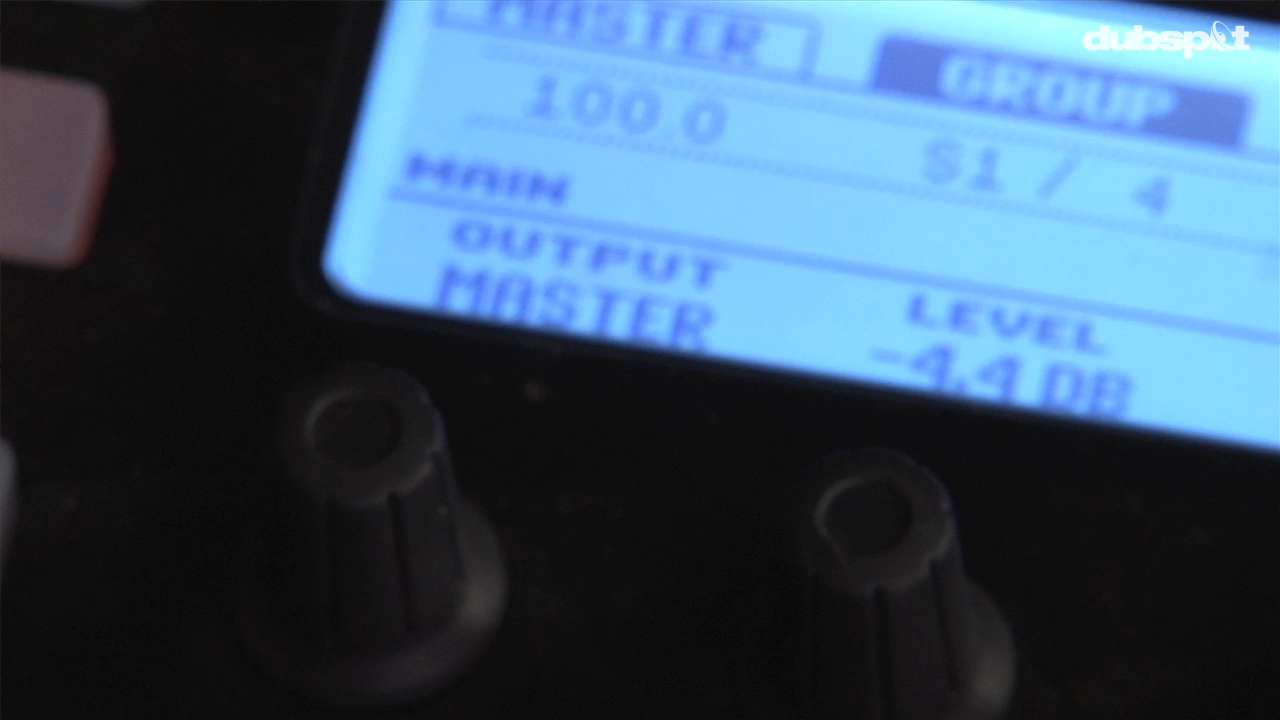 dubspot
MASTER GROUP
100.0 S1 / 4
MAIN
OUTPUT LEVEL
MASTER -4.4 DB